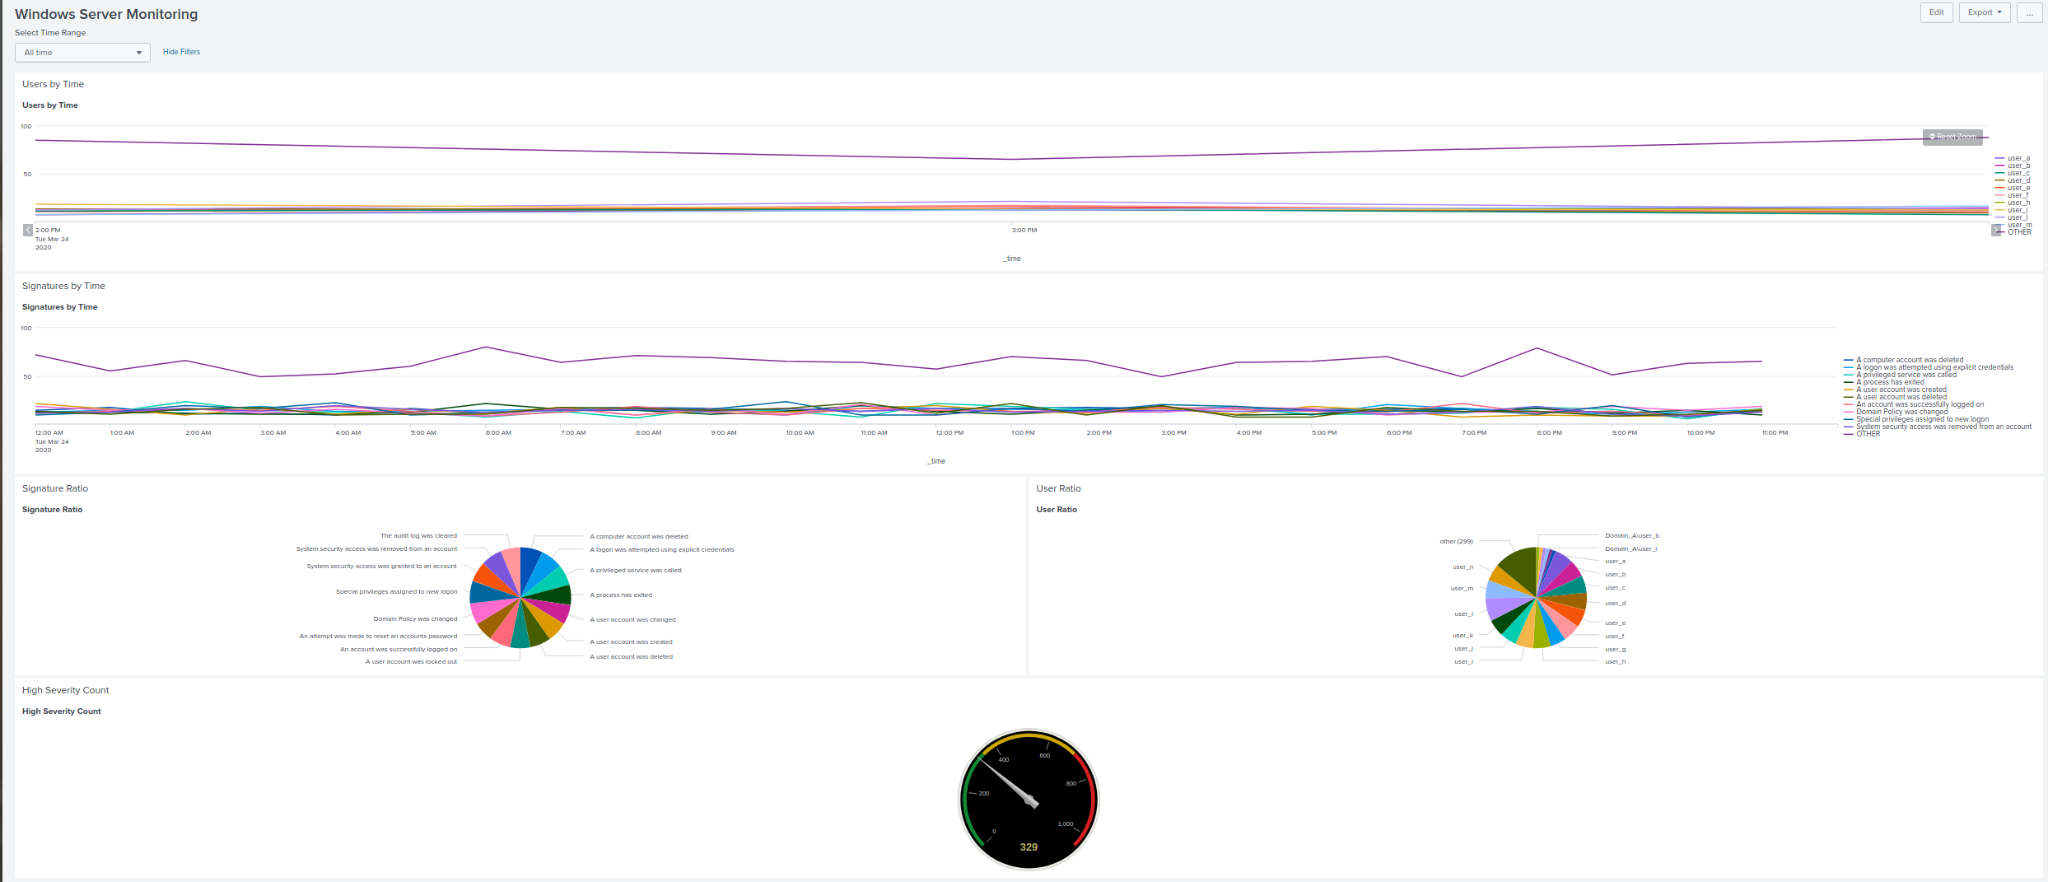 Windows Server Monitoring
Edit
Export
...
Select Time Range
All time
Hide Filters
Users by Time
Users by Time
100
50
Reset Zoom
user_a
user_b
user_c
user_d
user_e
user_f
user_h
user_i
user_l
user_m
OTHER
2:00 PM
Tue Mar 24
2020
3:00 PM
_time
Signatures by Time
Signatures by Time
100
50
A computer account was deleted
A logon was attempted using explicit credentials
A privileged service was called
A process has exited
A user account was created
A user account was deleted
An account was successfully logged on
Domain Policy was changed
Special privileges assigned to new logon
System security access was removed from an account
OTHER
12:00 AM
Tue Mar 24
2020
1:00 AM
2:00 AM
3:00 AM
4:00 AM
5:00 AM
6:00 AM
7:00 AM
8:00 AM
9:00 AM
10:00 AM
11:00 AM
12:00 PM
1:00 PM
2:00 PM
3:00 PM
4:00 PM
5:00 PM
6:00 PM
7:00 PM
8:00 PM
9:00 PM
10:00 PM
11:00 PM
_time
Signature Ratio
Signature Ratio
The audit log was cleared
System security access was removed from an account
System security access was granted to an account
Special privileges assigned to new logon
Domain Policy was changed
An attempt was made to reset an accounts password
An account was successfully logged on
A user account was locked out
A computer account was deleted
A logon was attempted using explicit credentials
A privileged service was called
A process has exited
A user account was changed
A user account was created
A user account was deleted
User Ratio
User Ratio
other (299)
user_n
user_m
user_l
user_k
user_j
user_i
Domain_A\user_b
Domain_A\user_l
user_a
user_b
user_c
user_d
user_e
user_f
user_g
user_h
High Severity Count
High Severity Count
0
200
400
600
800
1,000
329